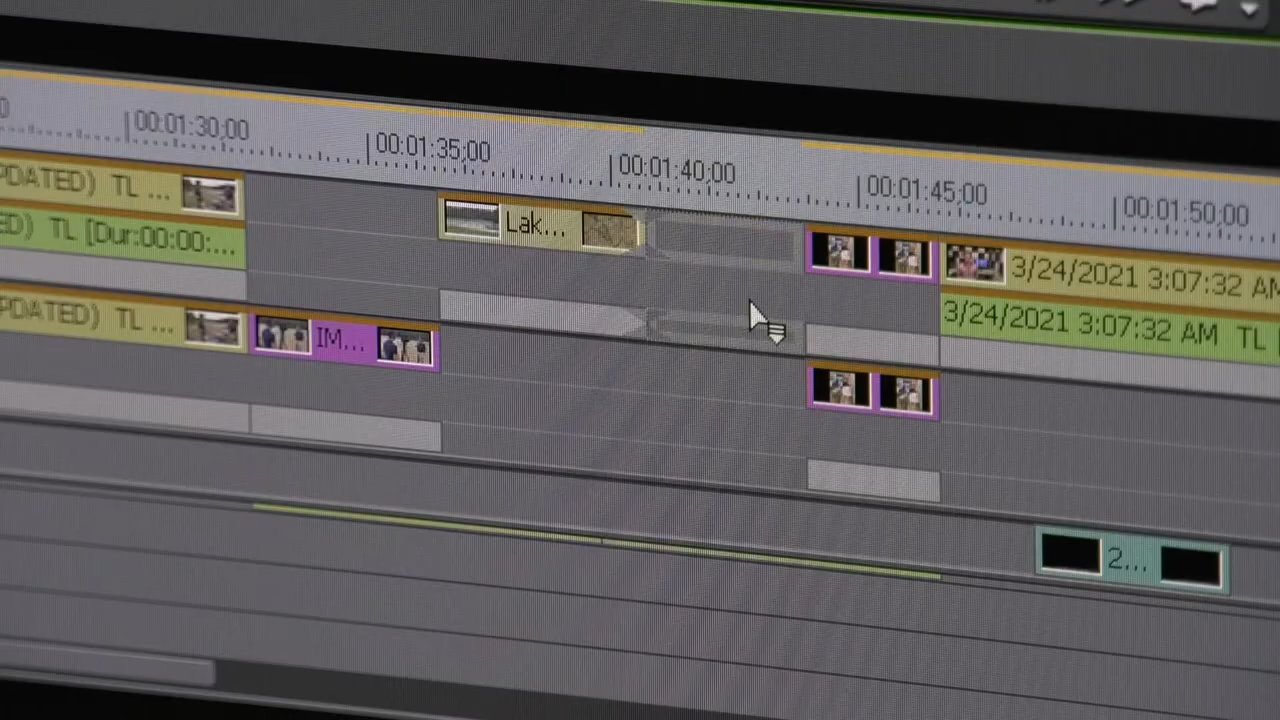 0
00:01:30;00
00:01:35;00
00:01:40;00
00:01:45;00
00:01:50;00
PDATED) TL ...
Lak...
3/24/2021 3:07:32 AM
ED) TL [Dur:00:00:...
3/24/2021 3:07:32 AM TL [
PDATED) TL ...
IM...
2...